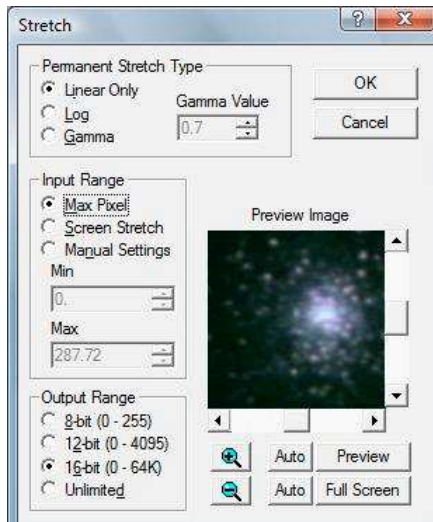 Stretch
Permanent Stretch Type
Linear Only
Log
Gamma
Gamma Value
0.7
OK
Cancel
Input Range
Max Pixel
Screen Stretch
Manual Settings
Min
0.
Max
287.72
Preview Image
Output Range
8-bit (0 - 255)
12-bit (0 - 4095)
16-bit (0 - 64K)
Unlimited
Auto
Preview
Auto
Full Screen